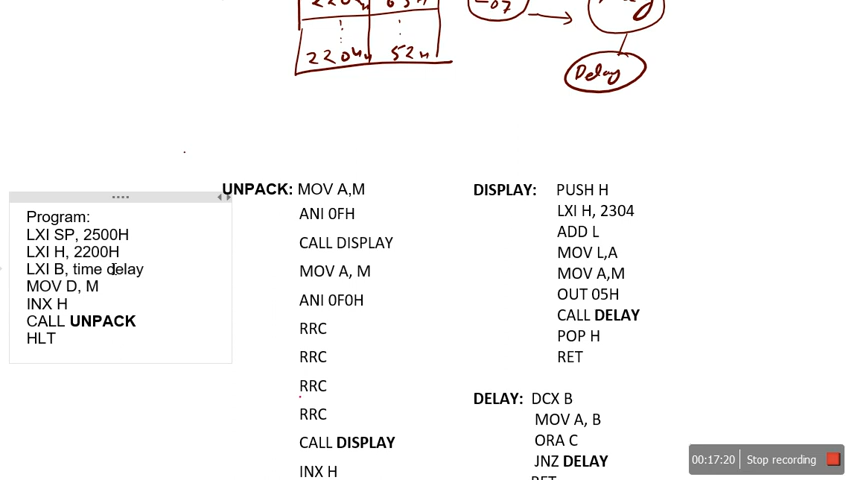 2204H 52H
Delay
Program:
LXI SP, 2500H
LXI H, 2200H
LXI B, time delay
MOV D, M
INX H
CALL UNPACK
HLT
UNPACK: MOV A,M
ANI 0FH
CALL DISPLAY
MOV A, M
ANI 0F0H
RRC
RRC
RRC
RRC
CALL DISPLAY
INX H
DISPLAY: PUSH H
LXI H, 2304
ADD L
MOV L,A
MOV A,M
OUT 05H
CALL DELAY
POP H
RET
DELAY: DCX B
MOV A, B
ORA C
JNZ DELAY
RET
00:17:20 Stop recording